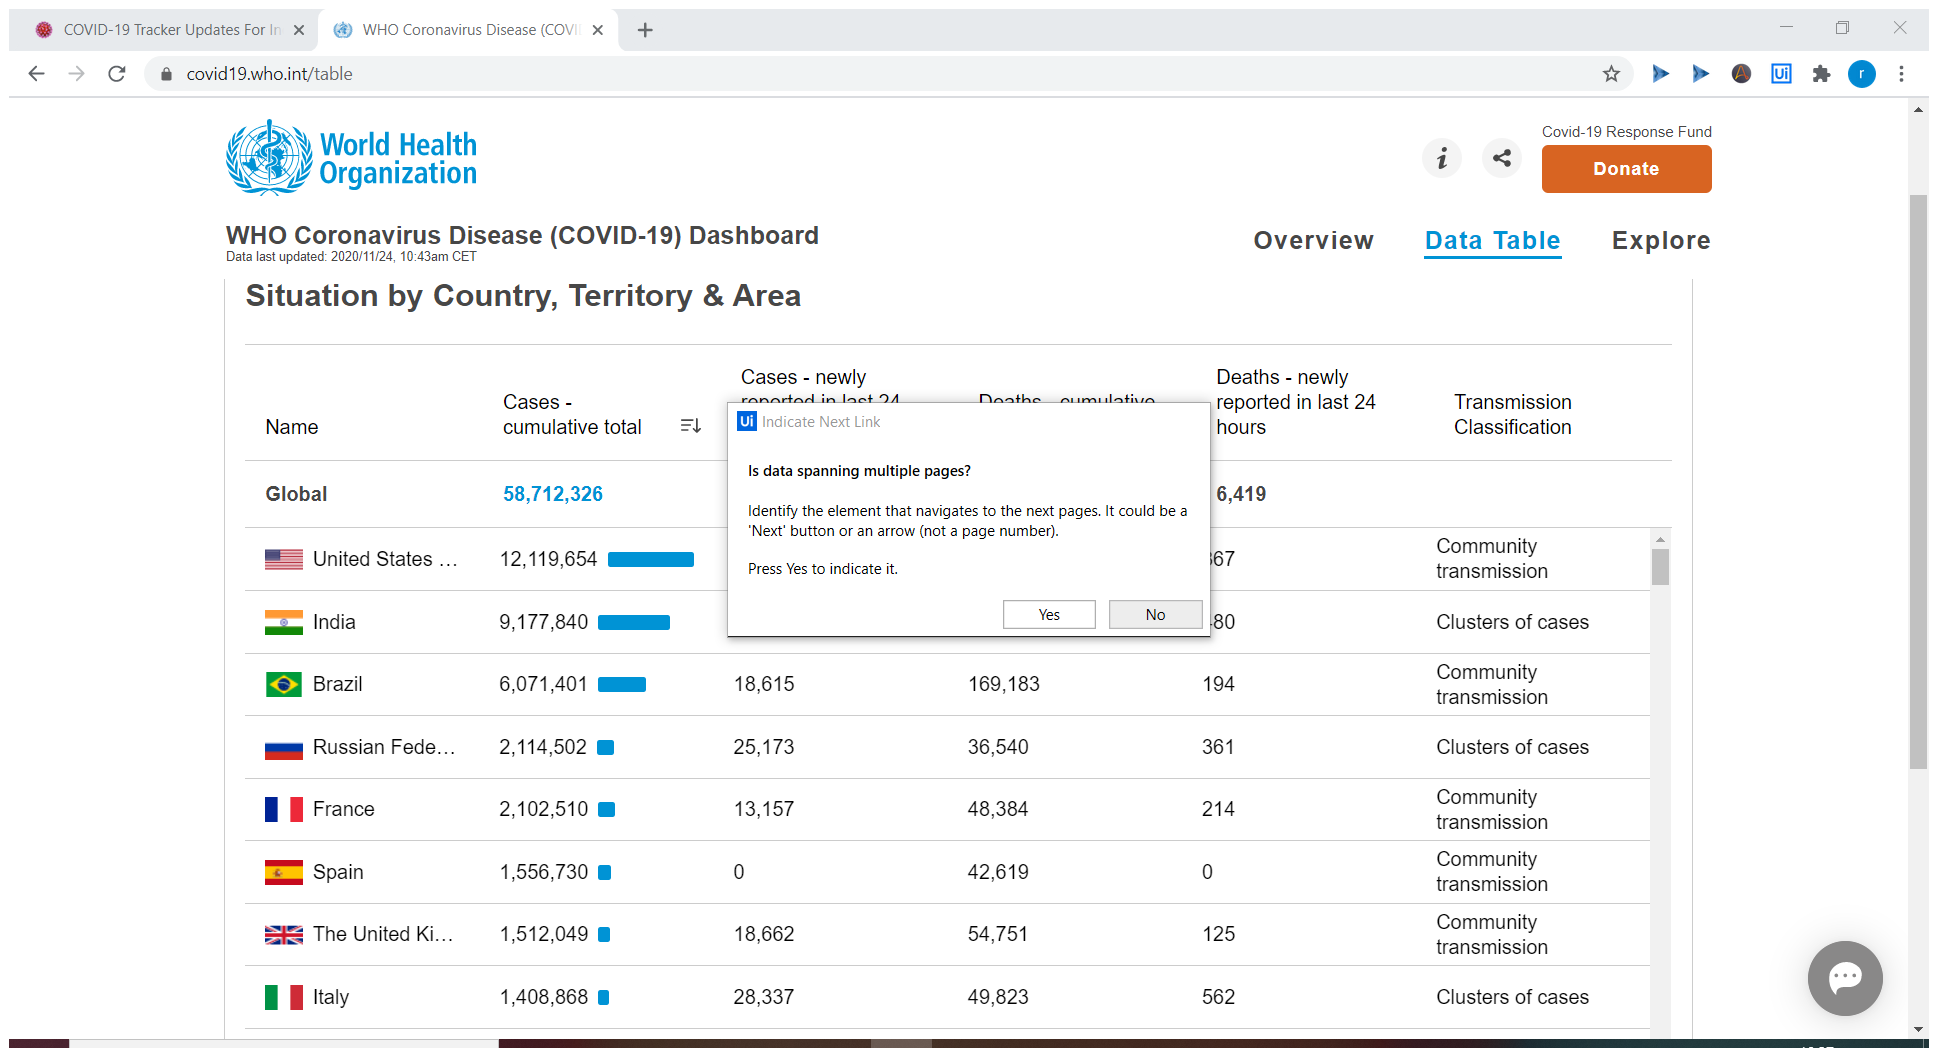 COVID-19 Tracker Updates For In
WHO Coronavirus Disease (COVI
covid19.who.int/table
Ui
r
World Health
Organization
Covid-19 Response Fund
Donate
WHO Coronavirus Disease (COVID-19) Dashboard
Data last updated: 2020/11/24, 10:43am CET
Overview
Data Table
Explore
Situation by Country, Territory & Area
Name
Cases -
cumulative total
Cases - newly
reported in last 24
Deaths - cumulative
Deaths - newly
reported in last 24
hours
Transmission
Classification
Ui Indicate Next Link
Is data spanning multiple pages?
Identify the element that navigates to the next pages. It could be a
'Next' button or an arrow (not a page number).
Press Yes to indicate it.
Yes No
Global 58,712,326 6,419
United States ... 12,119,654 67 Community
transmission
India 9,177,840 80 Clusters of cases
Brazil 6,071,401 18,615 169,183 194 Community
transmission
Russian Fede... 2,114,502 25,173 36,540 361 Clusters of cases
France 2,102,510 13,157 48,384 214 Community
transmission
Spain 1,556,730 0 42,619 0 Community
transmission
The United Ki... 1,512,049 18,662 54,751 125 Community
transmission
Italy 1,408,868 28,337 49,823 562 Clusters of cases